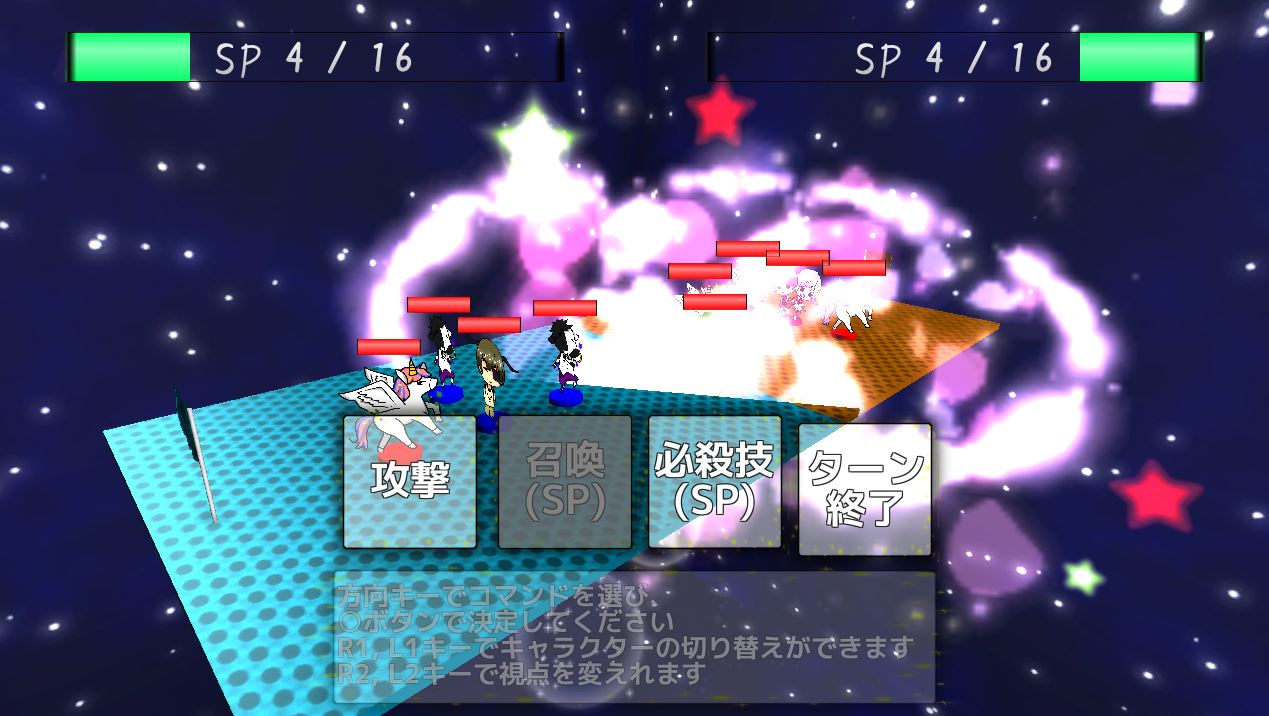 SP 4 / 16
SP 4 / 16
攻撃
召喚
(SP)
必殺技
(SP)
ターン
終了
方向キーでコマンドを選び、
○ボタンで決定してください
R1, L1キーでキャラクターの切り替えができます
R2, L2キーで視点を変えれます